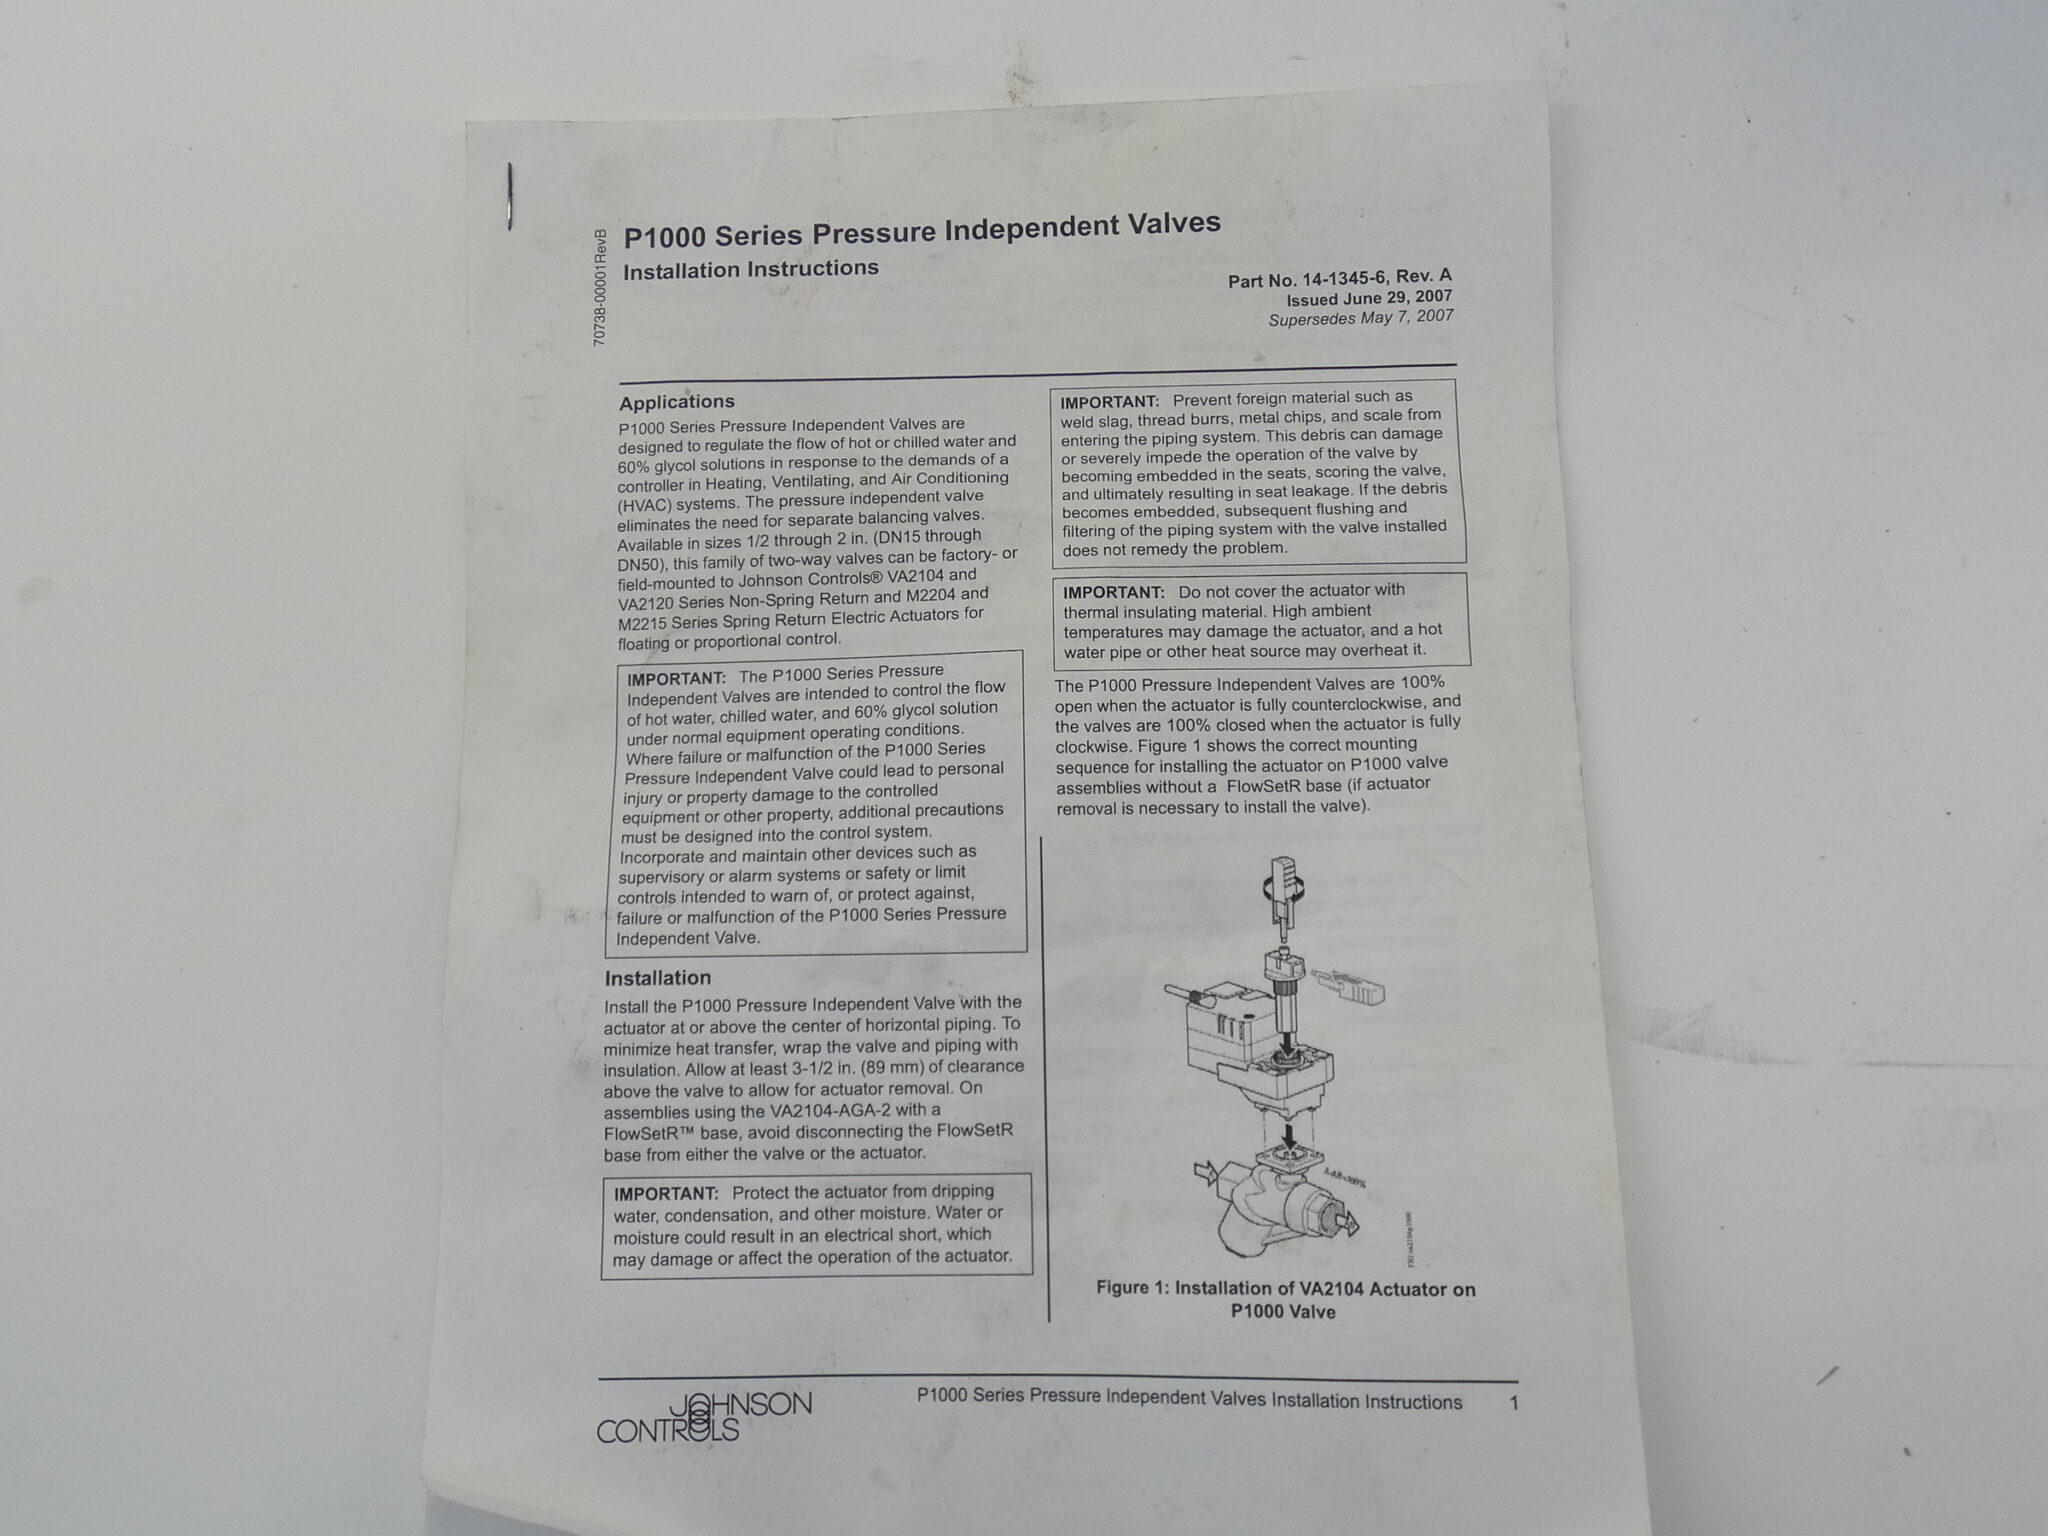 70738-00001RevB
P1000 Series Pressure Independent Valves
Installation Instructions
Part No. 14-1345-6, Rev. A
Issued June 29, 2007
Supersedes May 7, 2007
Applications
P1000 Series Pressure Independent Valves are
designed to regulate the flow of hot or chilled water and
60% glycol solutions in response to the demands of a
controller in Heating, Ventilating, and Air Conditioning
(HVAC) systems. The pressure independent valve
eliminates the need for separate balancing valves.
Available in sizes 1/2 through 2 in. (DN15 through
DN50), this family of two-way valves can be factory- or
field-mounted to Johnson Controls® VA2104 and
VA2120 Series Non-Spring Return and M2204 and
M2215 Series Spring Return Electric Actuators for
floating or proportional control.
IMPORTANT: The P1000 Series Pressure
Independent Valves are intended to control the flow
of hot water, chilled water, and 60% glycol solution
under normal equipment operating conditions.
Where failure or malfunction of the P1000 Series
Pressure Independent Valve could lead to personal
injury or property damage to the controlled
equipment or other property, additional precautions
must be designed into the control system.
Incorporate and maintain other devices such as
supervisory or alarm systems or safety or limit
controls intended to warn of, or protect against,
failure or malfunction of the P1000 Series Pressure
Independent Valve.
Installation
Install the P1000 Pressure Independent Valve with the
actuator at or above the center of horizontal piping. To
minimize heat transfer, wrap the valve and piping with
insulation. Allow at least 3-1/2 in. (89 mm) of clearance
above the valve to allow for actuator removal. On
assemblies using the VA2104-AGA-2 with a
FlowSetR™ base, avoid disconnecting the FlowSetR
base from either the valve or the actuator.
IMPORTANT: Protect the actuator from dripping
water, condensation, and other moisture. Water or
moisture could result in an electrical short, which
may damage or affect the operation of the actuator.
IMPORTANT: Prevent foreign material such as
weld slag, thread burrs, metal chips, and scale from
entering the piping system. This debris can damage
or severely impede the operation of the valve by
becoming embedded in the seats, scoring the valve,
and ultimately resulting in seat leakage. If the debris
becomes embedded, subsequent flushing and
filtering of the piping system with the valve installed
does not remedy the problem.
IMPORTANT: Do not cover the actuator with
thermal insulating material. High ambient
temperatures may damage the actuator, and a hot
water pipe or other heat source may overheat it.
The P1000 Pressure Independent Valves are 100%
open when the actuator is fully counterclockwise, and
the valves are 100% closed when the actuator is fully
clockwise. Figure 1 shows the correct mounting
sequence for installing the actuator on P1000 valve
assemblies without a FlowSetR base (if actuator
removal is necessary to install the valve).
A-AB=100%
Figure 1: Installation of VA2104 Actuator on
P1000 Valve
JOHNSON
CONTROLS
P1000 Series Pressure Independent Valves Installation Instructions 1